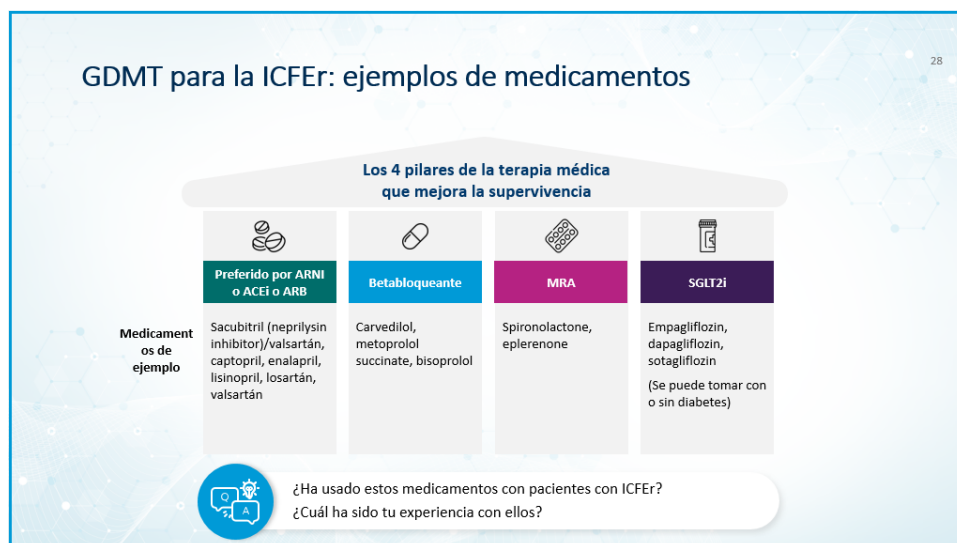 28
GDMT para la ICFEr: ejemplos de medicamentos
Los 4 pilares de la terapia médica
que mejora la supervivencia
Preferido por ARNI
o ACEi o ARB
Betabloqueante
MRA
SGLT2i
Medicament
os de
ejemplo
Sacubitril (neprilysin
inhibitor)/valsartán,
captopril, enalapril,
lisinopril, losartán,
valsartán
Carvedilol,
metoprolol
succinate, bisoprolol
Spironolactone,
eplerenone
Empagliflozin,
dapagliflozin,
sotagliflozin
(Se puede tomar con
o sin diabetes)
Q
A
¿Ha usado estos medicamentos con pacientes con ICFEr?
¿Cuál ha sido tu experiencia con ellos?